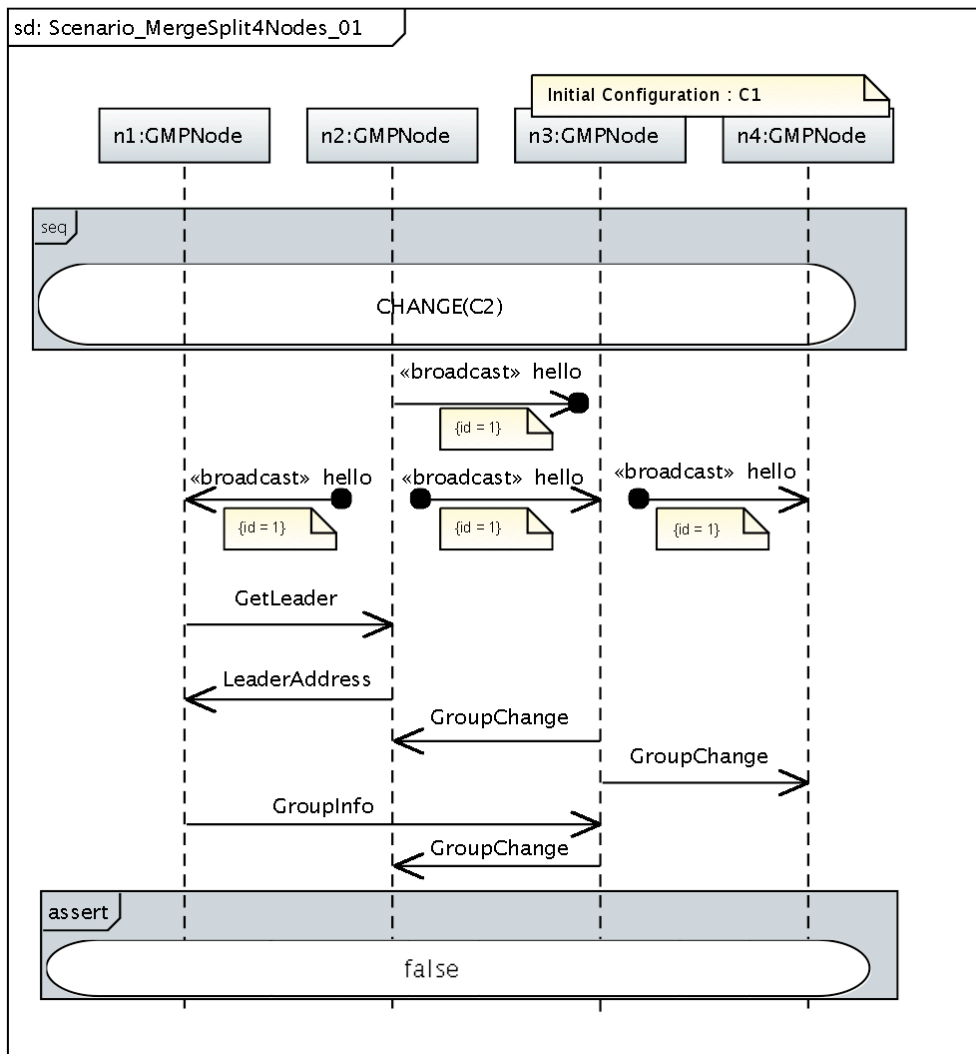 sd: Scenario_MergeSplit4Nodes_01
Initial Configuration : C1
n1:GMPNode n2:GMPNode n3:GMPNode n4:GMPNode
seq
CHANGE(C2)
«broadcast» hello
{id = 1}
«broadcast» hello «broadcast» hello «broadcast» hello
{id = 1} {id = 1} {id = 1}
GetLeader
LeaderAddress
GroupChange
GroupChange
GroupInfo
GroupChange
assert
false